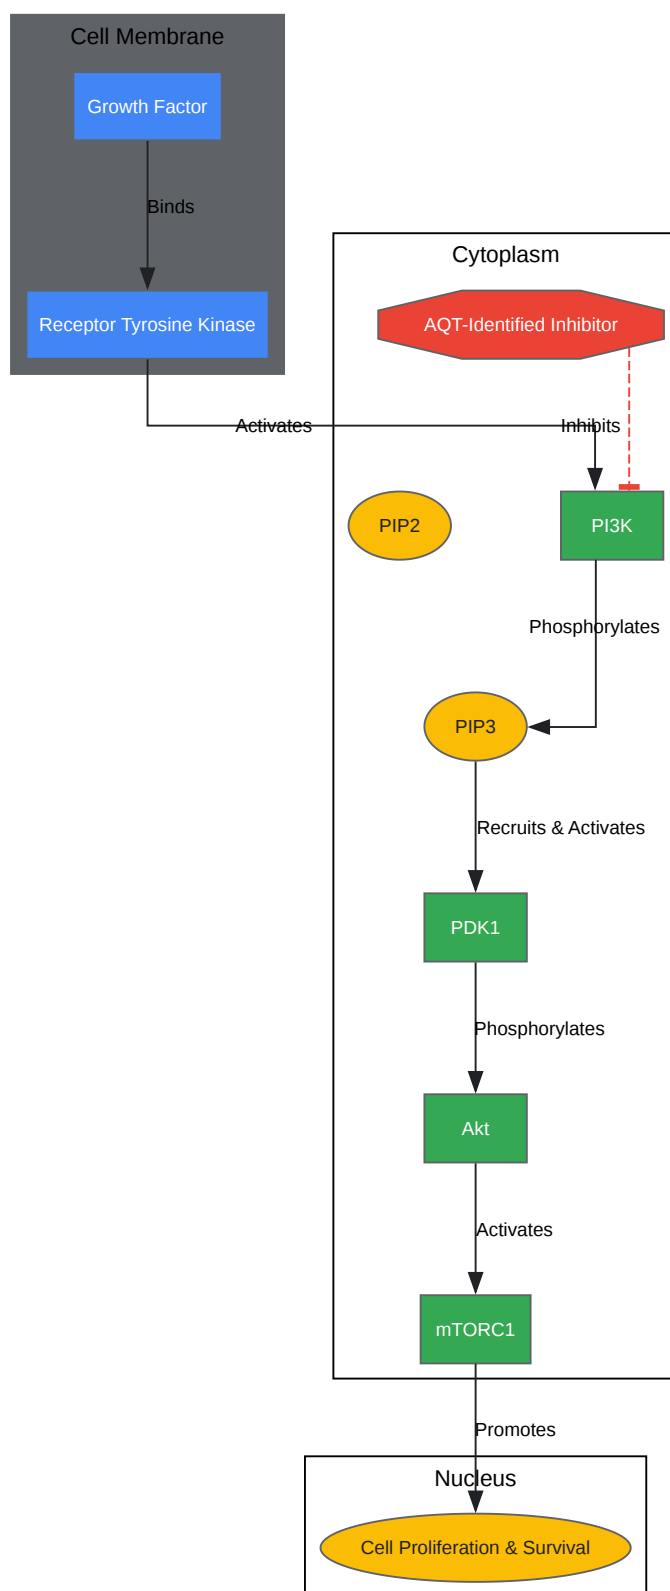 Cell Membrane
Growth Factor
Binds
Receptor Tyrosine Kinase
Cytoplasm
AQT-Identified Inhibitor
Activates
Inhibits
PIP2
PI3K
Phosphorylates
PIP3
Recruits & Activates
PDK1
Phosphorylates
Akt
Activates
mTORC1
Promotes
Nucleus
Cell Proliferation & Survival